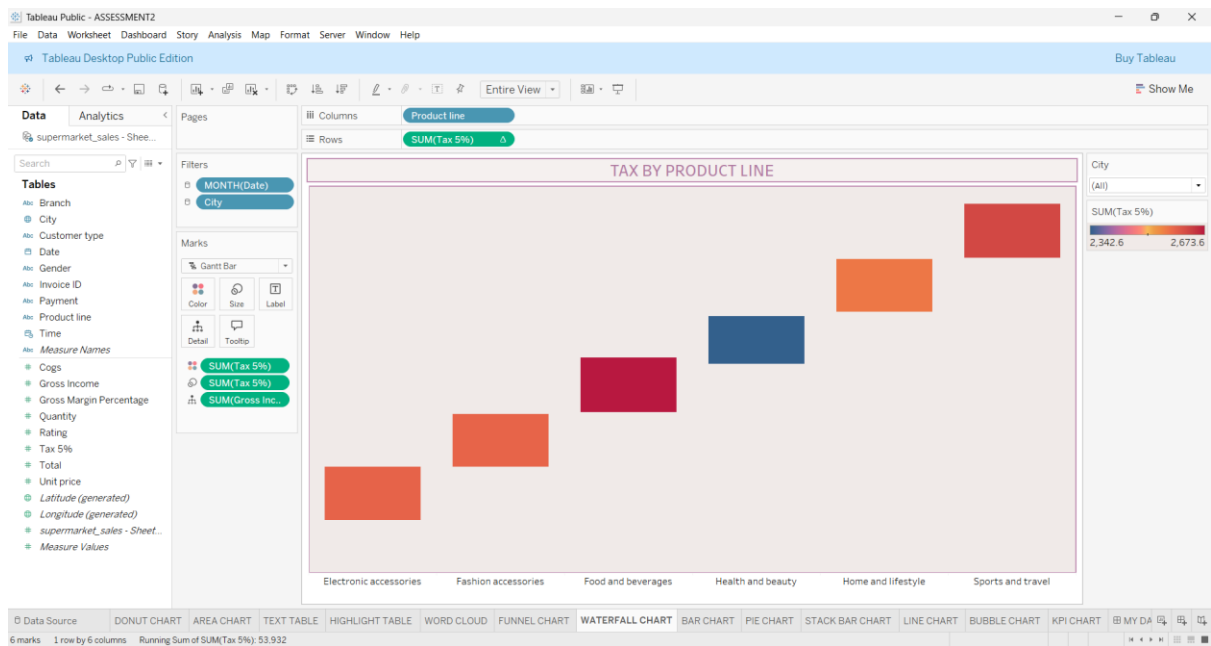 Tableau Public - ASSESSMENT2
File Data Worksheet Dashboard Story Analysis Map Format Server Window Help
Tableau Desktop Public Edition
Buy Tableau
Entire View
Show Me
Data Analytics
supermarket_sales - Shee...
Search
Tables
Abc Branch
City
Abc Customer type
Date
Abc Gender
Abc Invoice ID
Abc Payment
Abc Product line
Time
Abc Measure Names
# Cogs
# Gross Income
# Gross Margin Percentage
# Quantity
# Rating
# Tax 5%
# Total
# Unit price
Latitude (generated)
Longitude (generated)
# supermarket_sales - Sheet...
# Measure Values
Pages
Filters
MONTH(Date)
City
Marks
Gantt Bar
Color Size Label
Detail Tooltip
SUM(Tax 5%)
SUM(Tax 5%)
SUM(Gross Inc..
Columns
Product line
Rows
SUM(Tax 5%) Δ
TAX BY PRODUCT LINE
Electronic accessories Fashion accessories Food and beverages Health and beauty Home and lifestyle Sports and travel
City
(All)
SUM(Tax 5%)
2,342.6 2,673.6
Data Source DONUT CHART AREA CHART TEXT TABLE HIGHLIGHT TABLE WORD CLOUD FUNNEL CHART WATERFALL CHART BAR CHART PIE CHART STACK BAR CHART LINE CHART BUBBLE CHART KPI CHART MY DA
6 marks 1 row by 6 columns Running Sum of SUM(Tax 5%): 53,932